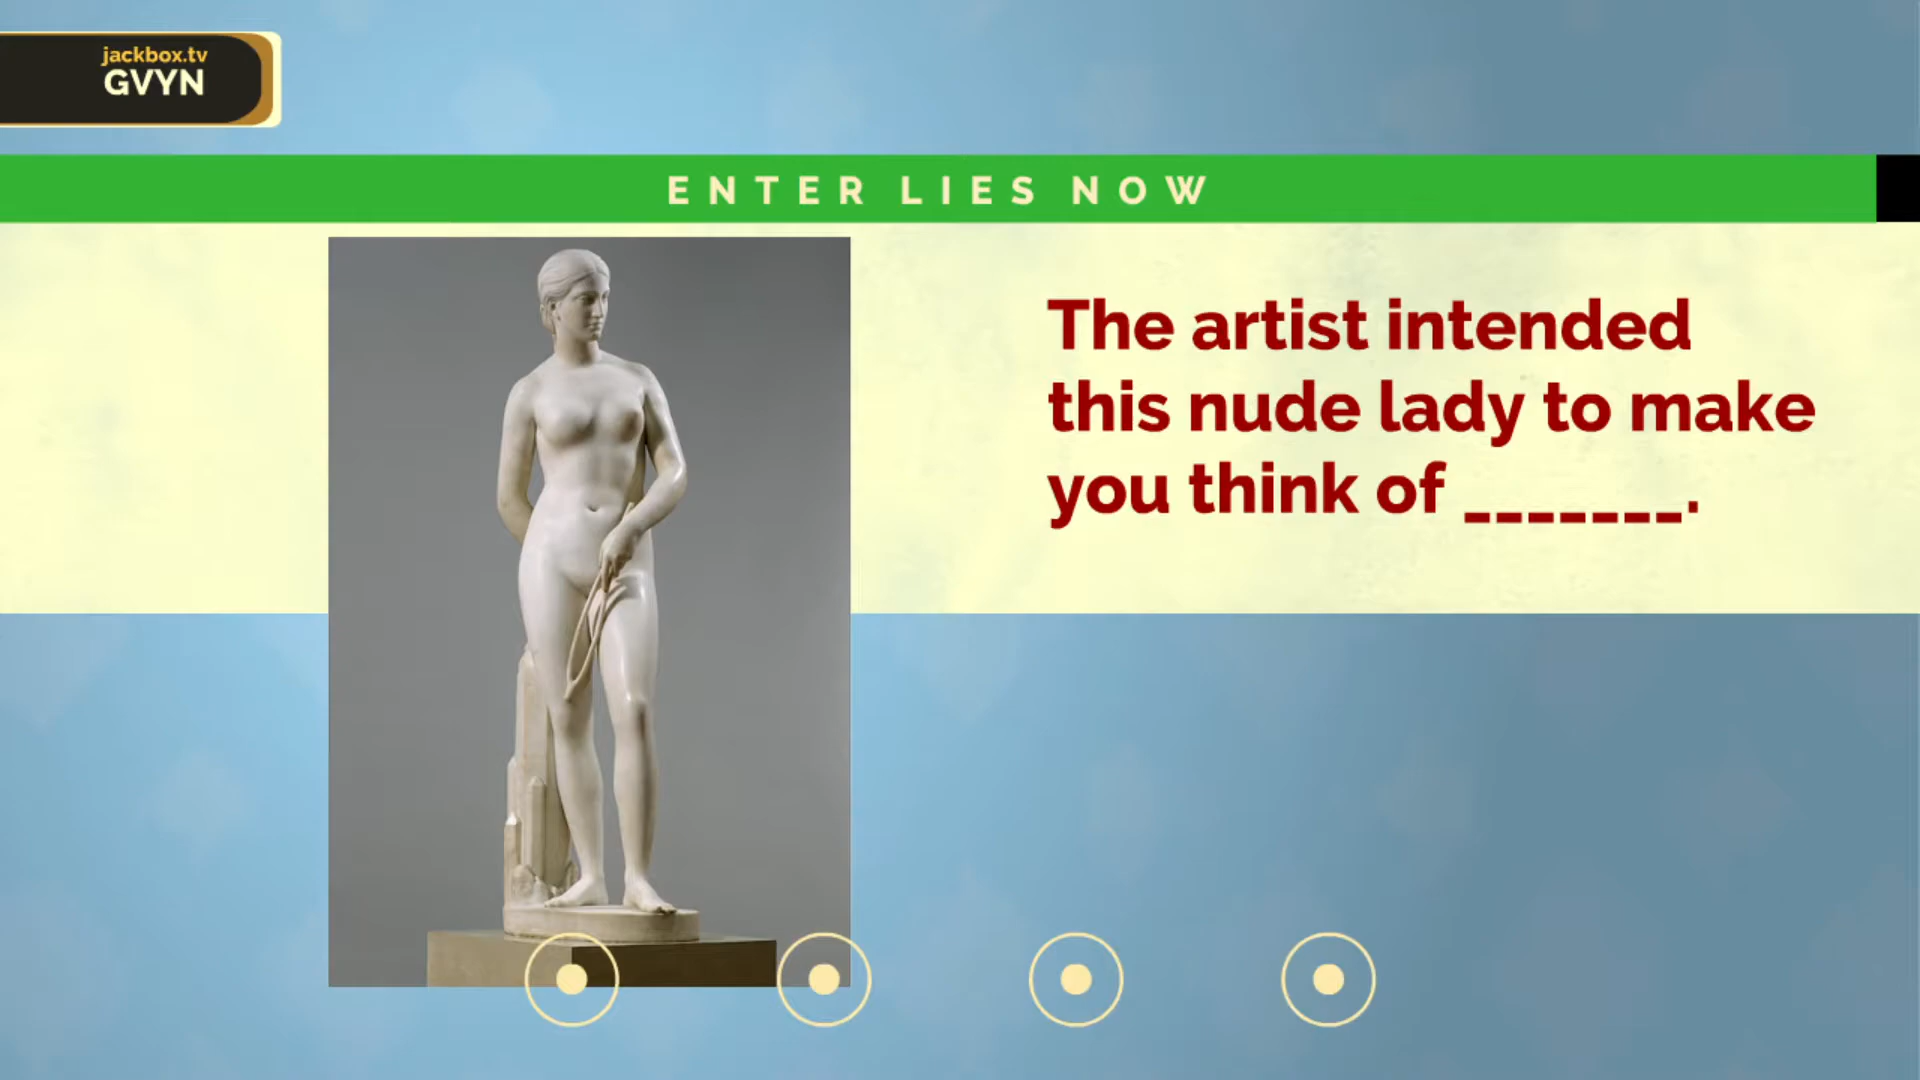 jackbox.tv
GVYN
ENTER LIES NOW
The artist intended
this nude lady to make
you think of _______.